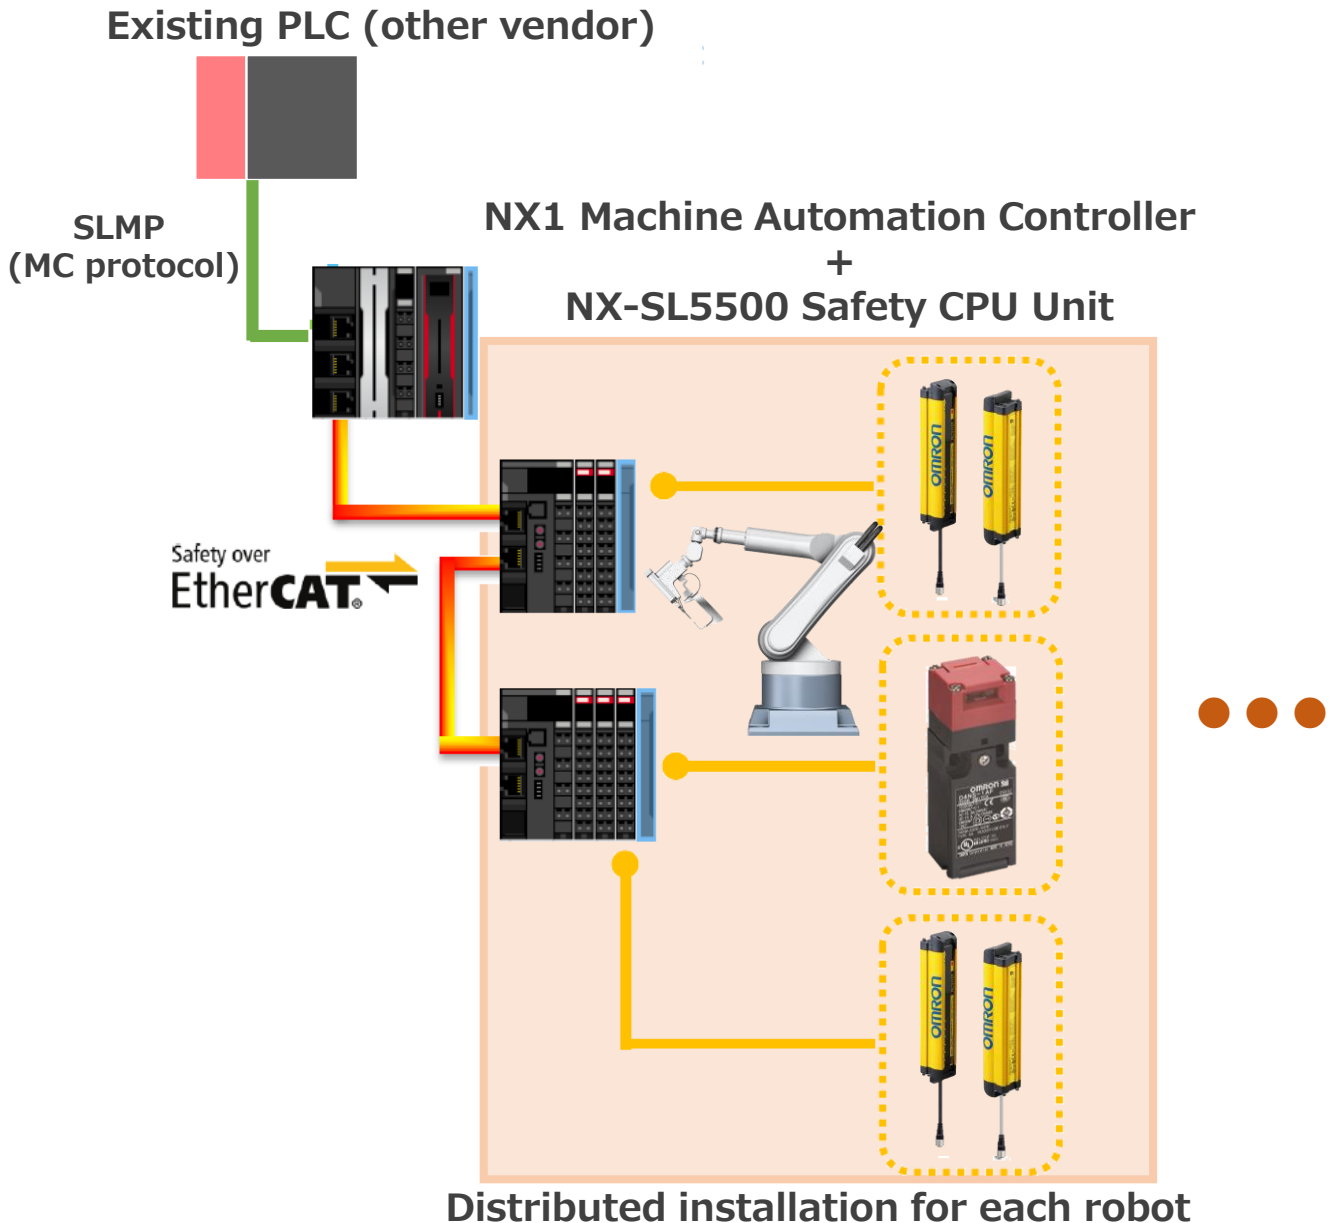 Existing PLC (other vendor)
SLMP
(MC protocol)
NX1 Machine Automation Controller
+
NX-SL5500 Safety CPU Unit
OMRON
OMRON
Safety over
EtherCAT®
OMRON
OMRON
OMRON
Distributed installation for each robot